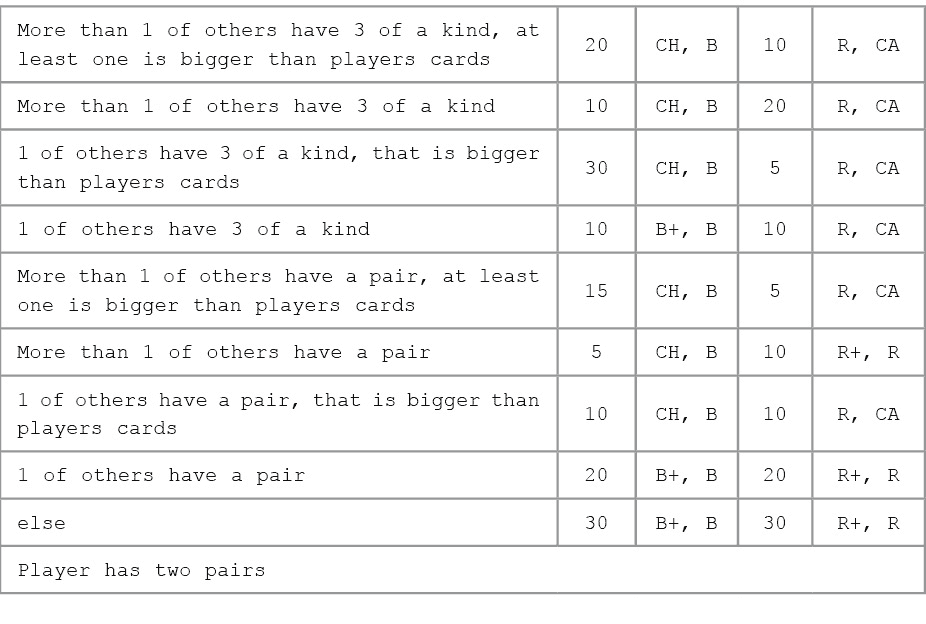 More than 1 of others have 3 of a kind, at
least one is bigger than players cards
20 CH, B 10 R, CA
More than 1 of others have 3 of a kind 10 CH, B 20 R, CA
1 of others have 3 of a kind, that is bigger
than players cards
30 CH, B 5 R, CA
1 of others have 3 of a kind 10 B+, B 10 R, CA
More than 1 of others have a pair, at least
one is bigger than players cards
15 CH, B 5 R, CA
More than 1 of others have a pair 5 CH, B 10 R+, R
1 of others have a pair, that is bigger than
players cards
10 CH, B 10 R, CA
1 of others have a pair 20 B+, B 20 R+, R
else 30 B+, B 30 R+, R
Player has two pairs